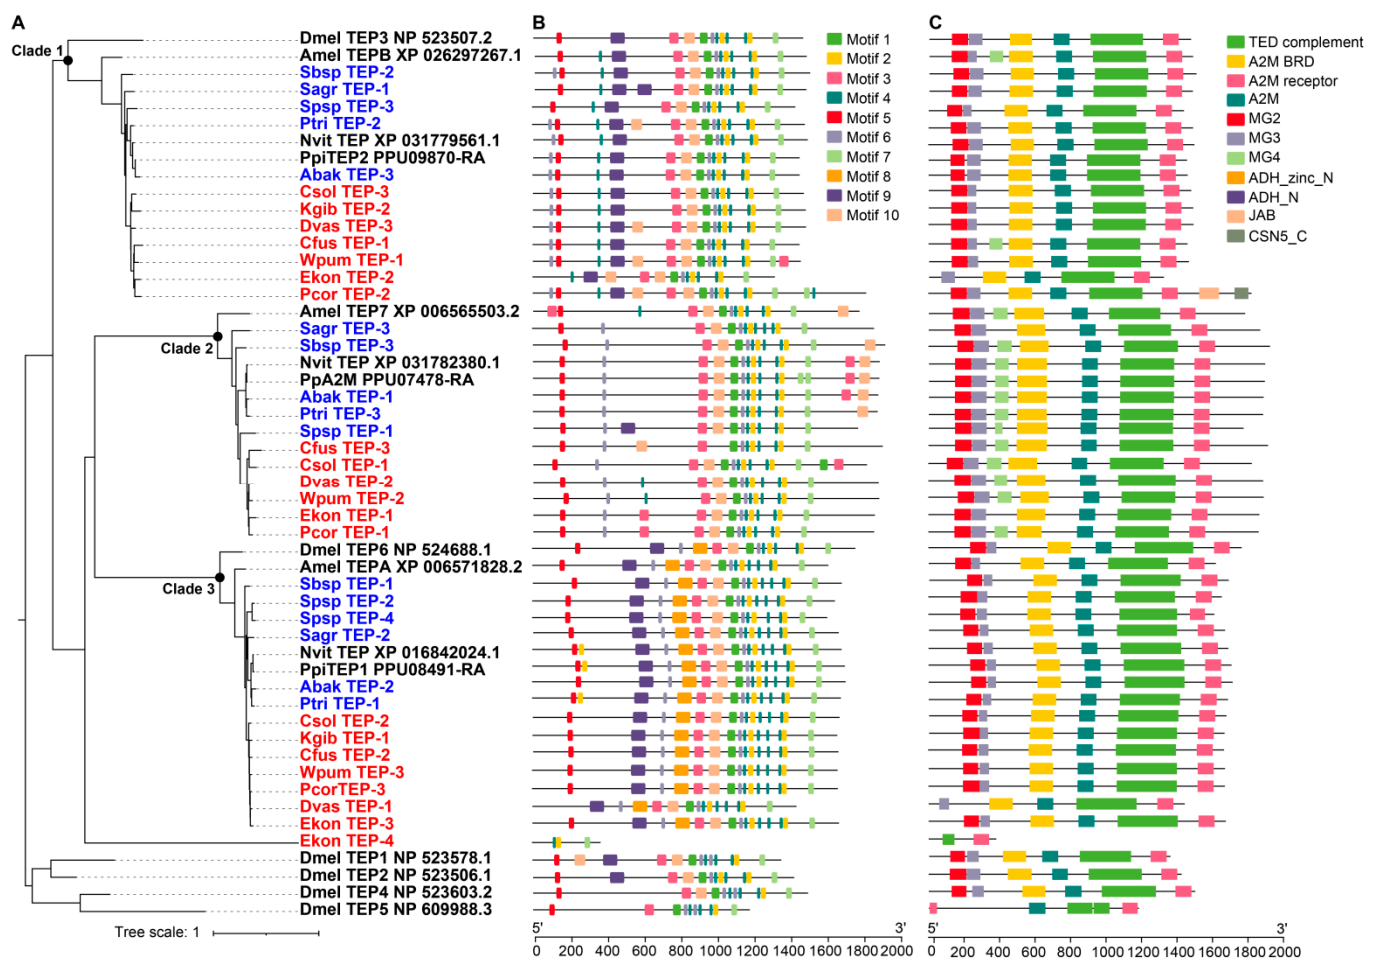 A
B
C
Clade 1
Dmel TEP3 NP 523507.2
Amel TEPB XP 026297267.1
Sbsp TEP-2
Sagr TEP-1
Spsp TEP-3
Ptri TEP-2
Nvit TEP XP 031779561.1
PpiTEP2 PPU09870-RA
Abak TEP-3
Csol TEP-3
Kgib TEP-2
Dvas TEP-3
Cfus TEP-1
Wpum TEP-1
Ekon TEP-2
Pcor TEP-2
Clade 2
Amel TEP7 XP 006565503.2
Sagr TEP-3
Sbsp TEP-3
Nvit TEP XP 031782380.1
PpA2M PPU07478-RA
Abak TEP-1
Ptri TEP-3
Spsp TEP-1
Cfus TEP-3
Csol TEP-1
Dvas TEP-2
Wpum TEP-2
Ekon TEP-1
Pcor TEP-1
Clade 3
Dmel TEP6 NP 524688.1
Amel TEPA XP 006571828.2
Sbsp TEP-1
Spsp TEP-2
Spsp TEP-4
Sagr TEP-2
Nvit TEP XP 016842024.1
PpiTEP1 PPU08491-RA
Abak TEP-2
Ptri TEP-1
Csol TEP-2
Kgib TEP-1
Cfus TEP-2
Wpum TEP-3
PcorTEP-3
Dvas TEP-1
Ekon TEP-3
Ekon TEP-4
Dmel TEP1 NP 523578.1
Dmel TEP2 NP 523506.1
Dmel TEP4 NP 523603.2
Dmel TEP5 NP 609988.3
Tree scale: 1
Motif 1
Motif 2
Motif 3
Motif 4
Motif 5
Motif 6
Motif 7
Motif 8
Motif 9
Motif 10
5' 3'
0 200 400 600 800 1000 1200 1400 1600 1800 2000
TED complement
A2M BRD
A2M receptor
A2M
MG2
MG3
MG4
ADH_zinc_N
ADH_N
JAB
CSN5_C
5' 3'
0 200 400 600 800 1000 1200 1400 1600 1800 2000